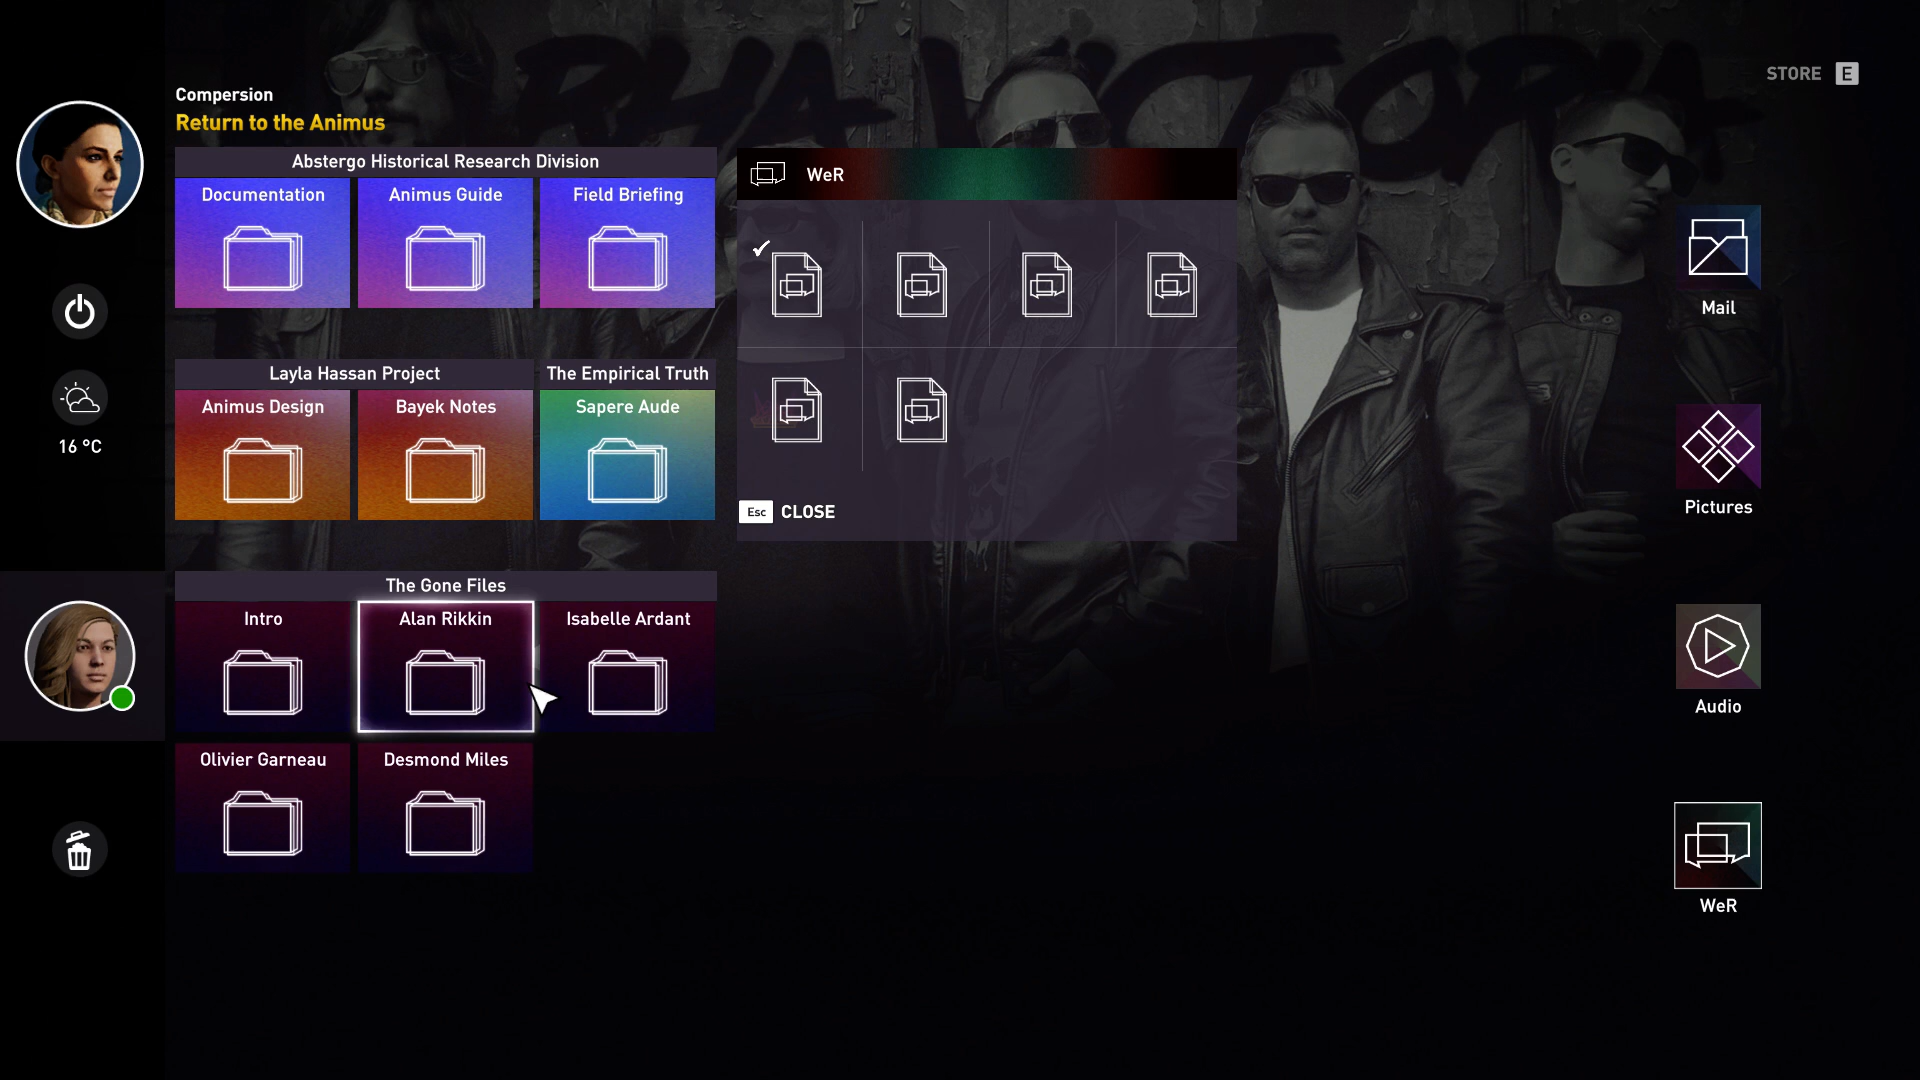 STORE E
Compersion
Return to the Animus
Abstergo Historical Research Division
Documentation
Animus Guide
Field Briefing
WeR
Layla Hassan Project
The Empirical Truth
Animus Design
Bayek Notes
Sapere Aude
Esc CLOSE
The Gone Files
Intro
Alan Rikkin
Isabelle Ardant
Olivier Garneau
Desmond Miles
16 °C
Mail
Pictures
Audio
WeR